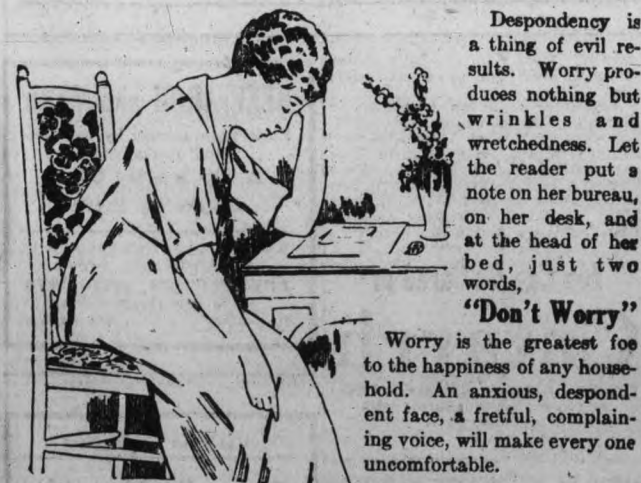 Despondency is
a thing of evil re-
sults. Worry pro-
duces nothing but
wrinkles and
wretchedness. Let
the reader put a
note on her bureau,
on her desk, and
at the head of her
bed, just two
words,
"Don't Worry"
Worry is the greatest foe
to the happiness of any house-
hold. An anxious, despond-
ent face, a fretful, complain-
ing voice, will make every one
uncomfortable.